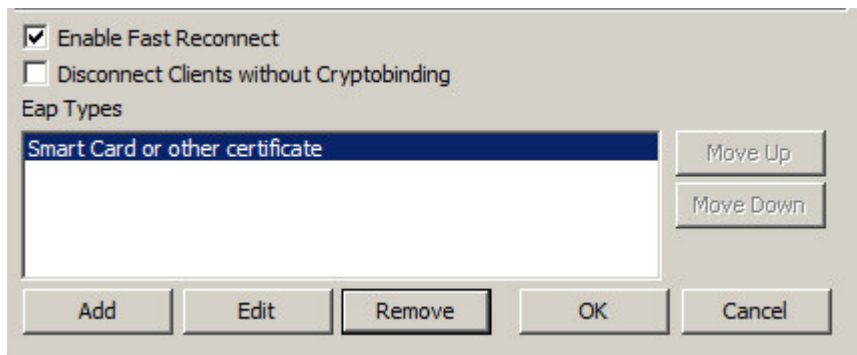 Enable Fast Reconnect
Disconnect Clients without Cryptobinding
Eap Types
Smart Card or other certificate
Move Up
Move Down
Add
Edit
Remove
OK
Cancel